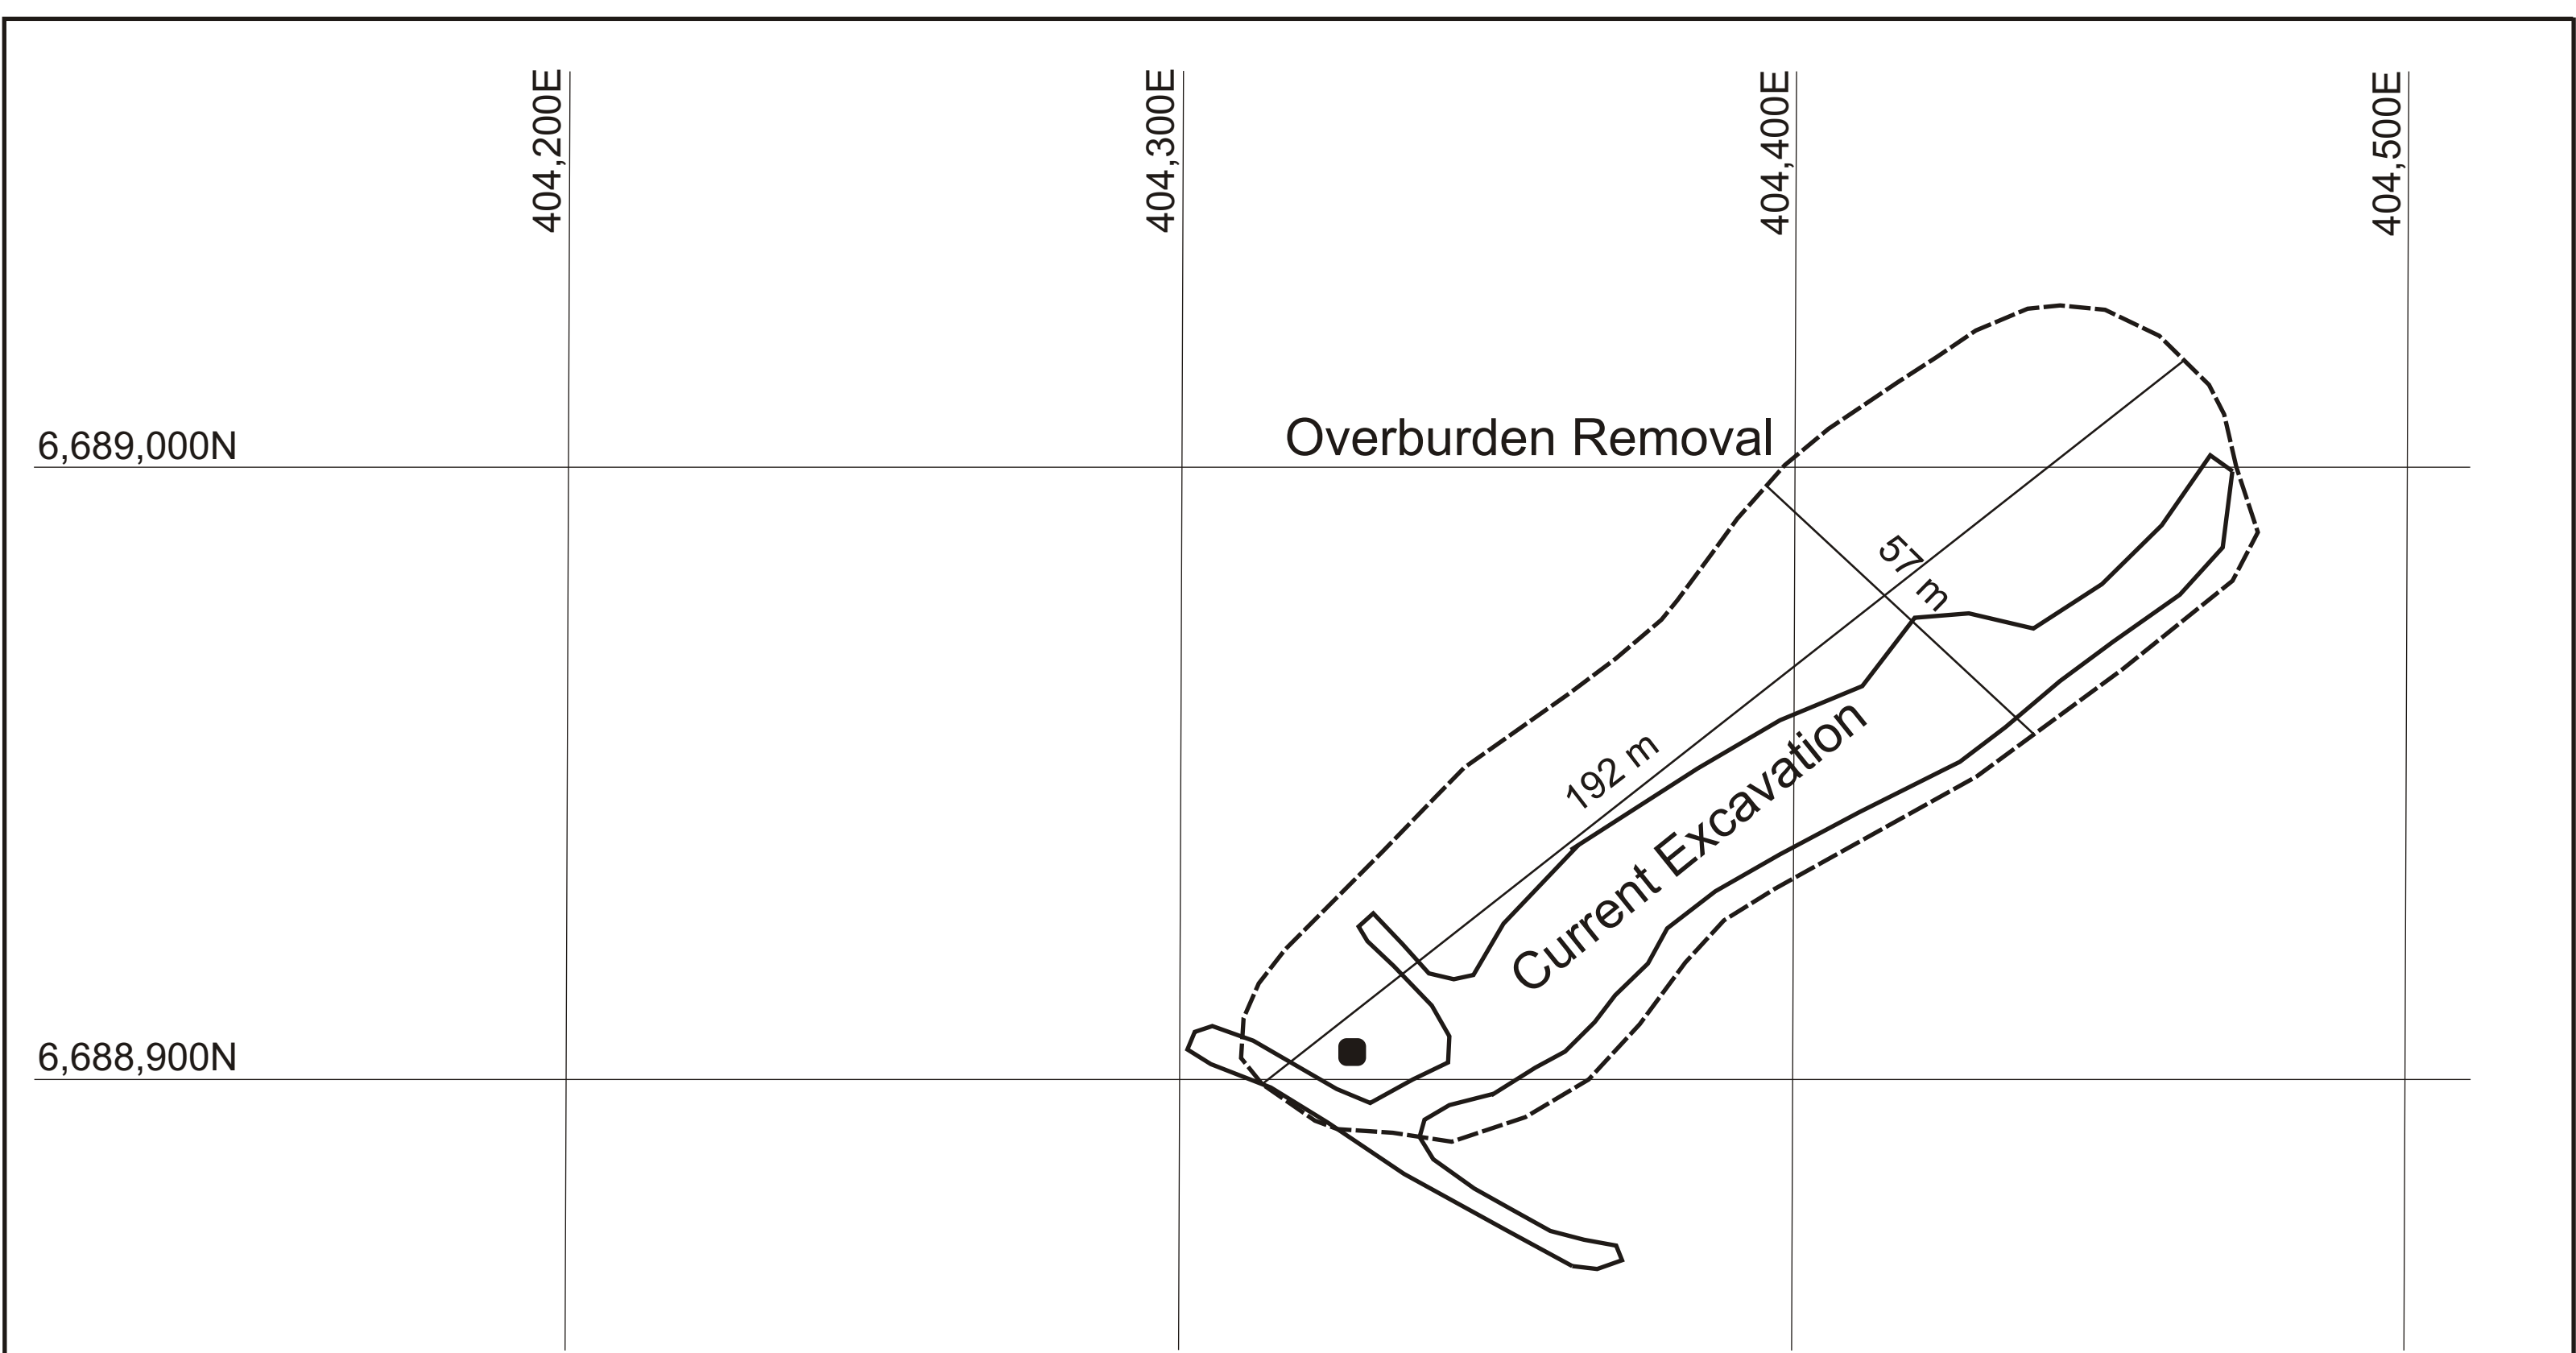 404,200E
404,300E
404,400E
404,500E
6,689,000N
Overburden Removal
57 m
192 m
Current Excavation
6,688,900N